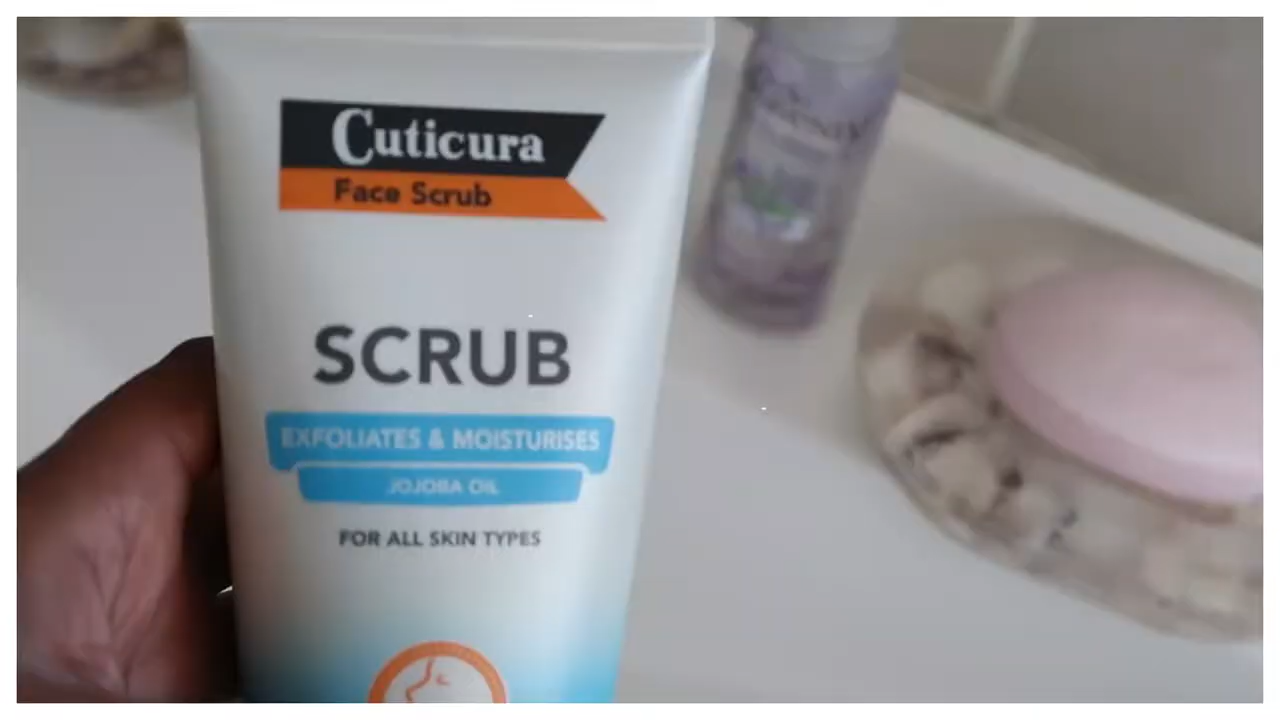 Cuticura
Face Scrub
SCRUB
EXFOLIATES & MOISTURISES
JOJOBA OIL
FOR ALL SKIN TYPES